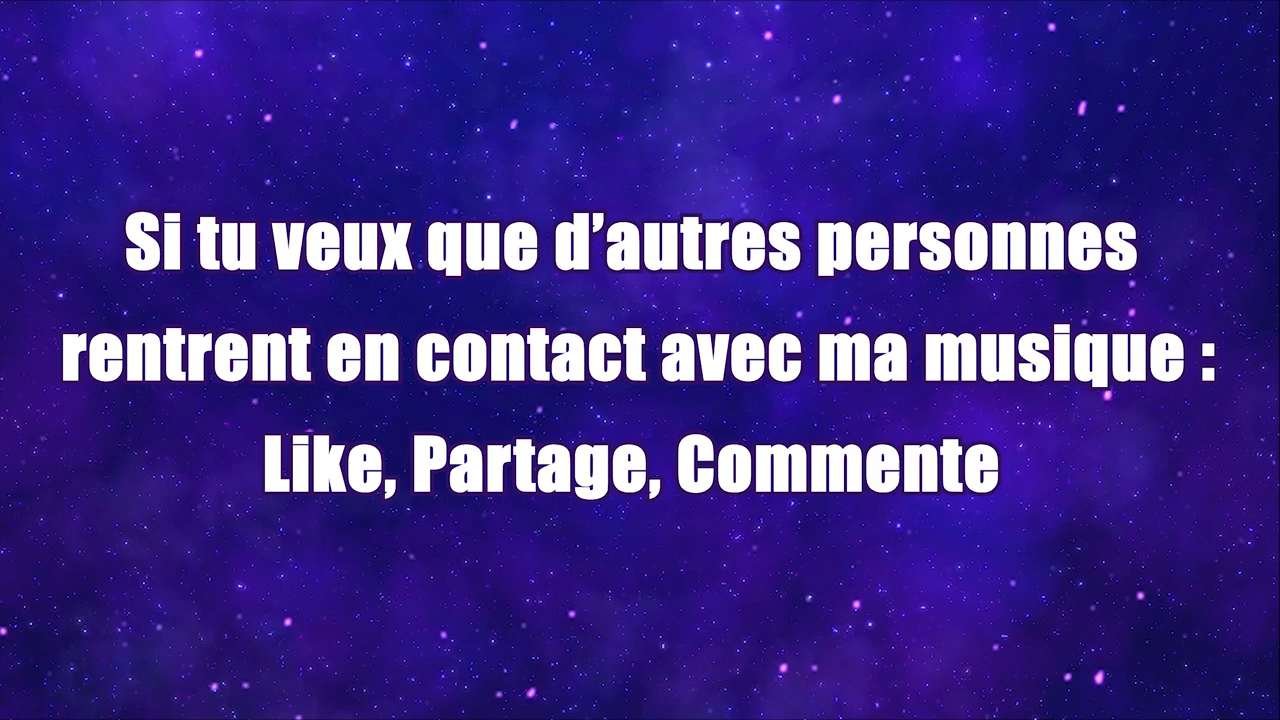 Si tu veux que d’autres personnes
rentrent en contact avec ma musique :
Like, Partage, Commente